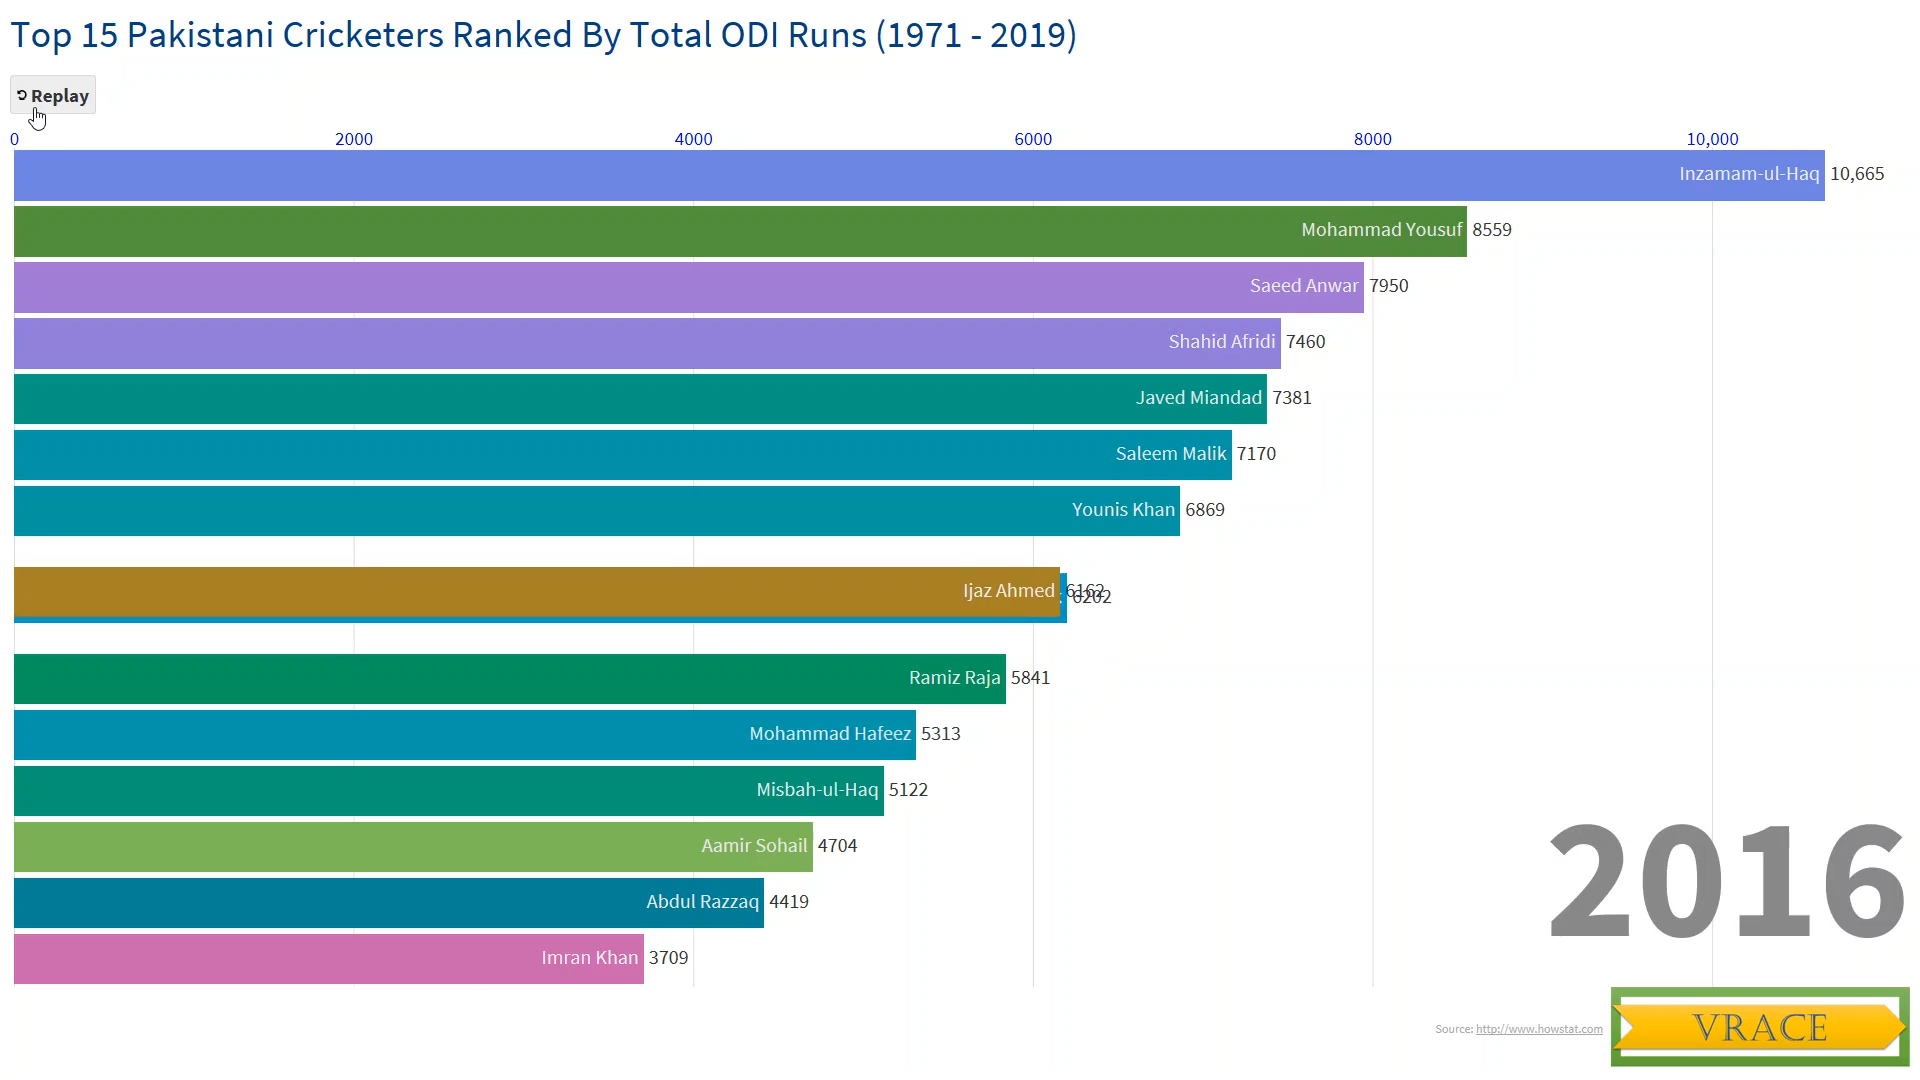 Top 15 Pakistani Cricketers Ranked By Total ODI Runs (1971 - 2019)
Replay
0 2000 4000 6000 8000 10,000
Inzamam-ul-Haq 10,665
Mohammad Yousuf 8559
Saeed Anwar 7950
Shahid Afridi 7460
Javed Miandad 7381
Saleem Malik 7170
Younis Khan 6869
Ijaz Ahmed 6162
6202
Ramiz Raja 5841
Mohammad Hafeez 5313
Misbah-ul-Haq 5122
Aamir Sohail 4704
Abdul Razzaq 4419
Imran Khan 3709
2016
Source: http://www.howstat.com
VRACE